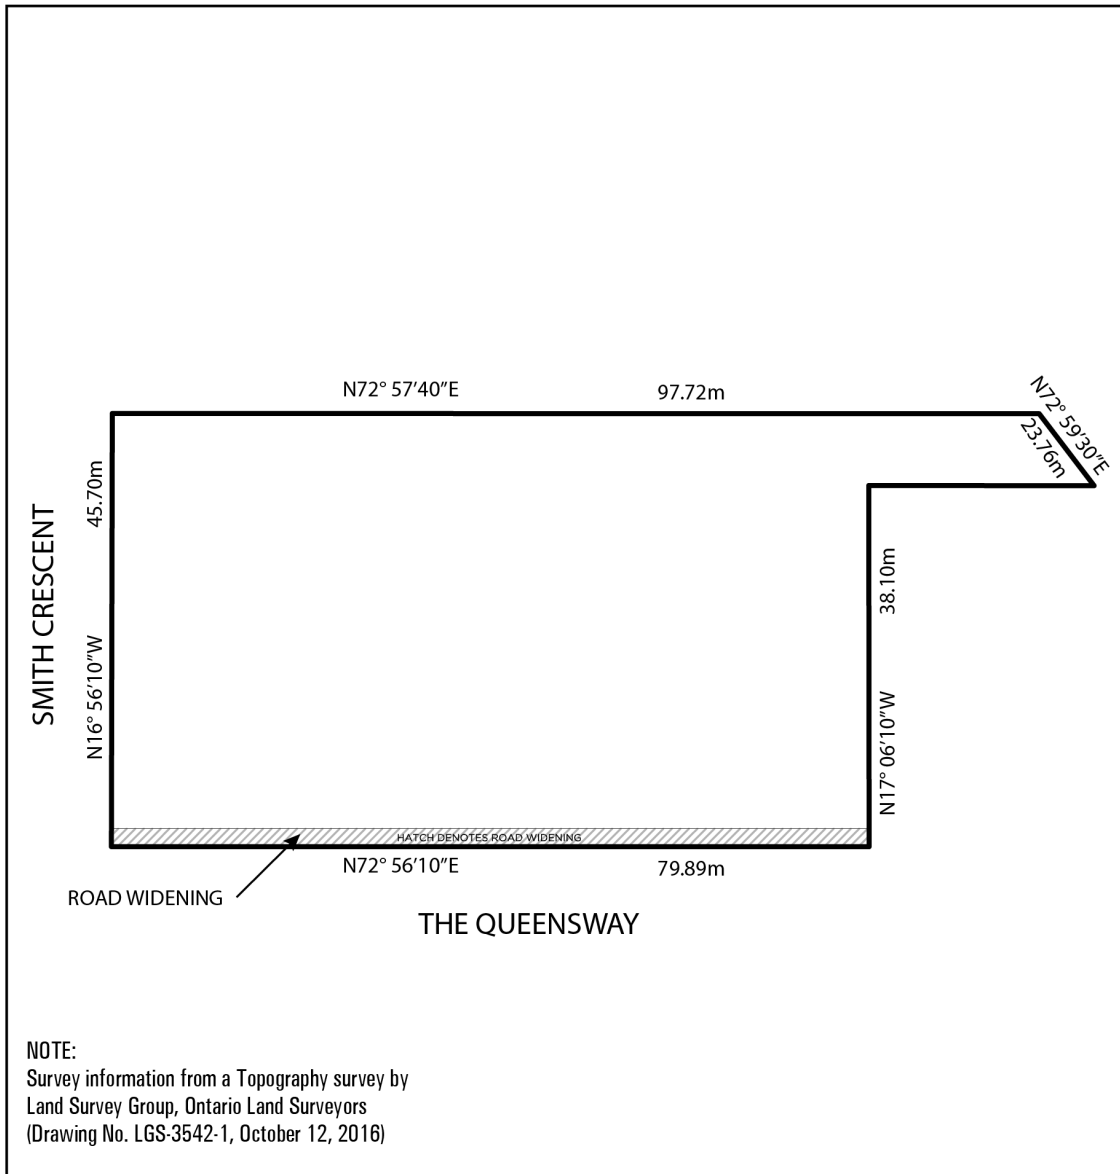 N72° 57’40”E
97.72m
N72° 59’30”E
23.76m
45.70m
N16° 56’10”W
SMITH CRESCENT
38.10m
N17° 06’10”W
HATCH DENOTES ROAD WIDENING
N72° 56’10”E
79.89m
ROAD WIDENING
THE QUEENSWAY
NOTE:
Survey information from a Topography survey by
Land Survey Group, Ontario Land Surveyors
(Drawing No. LGS-3542-1, October 12, 2016)